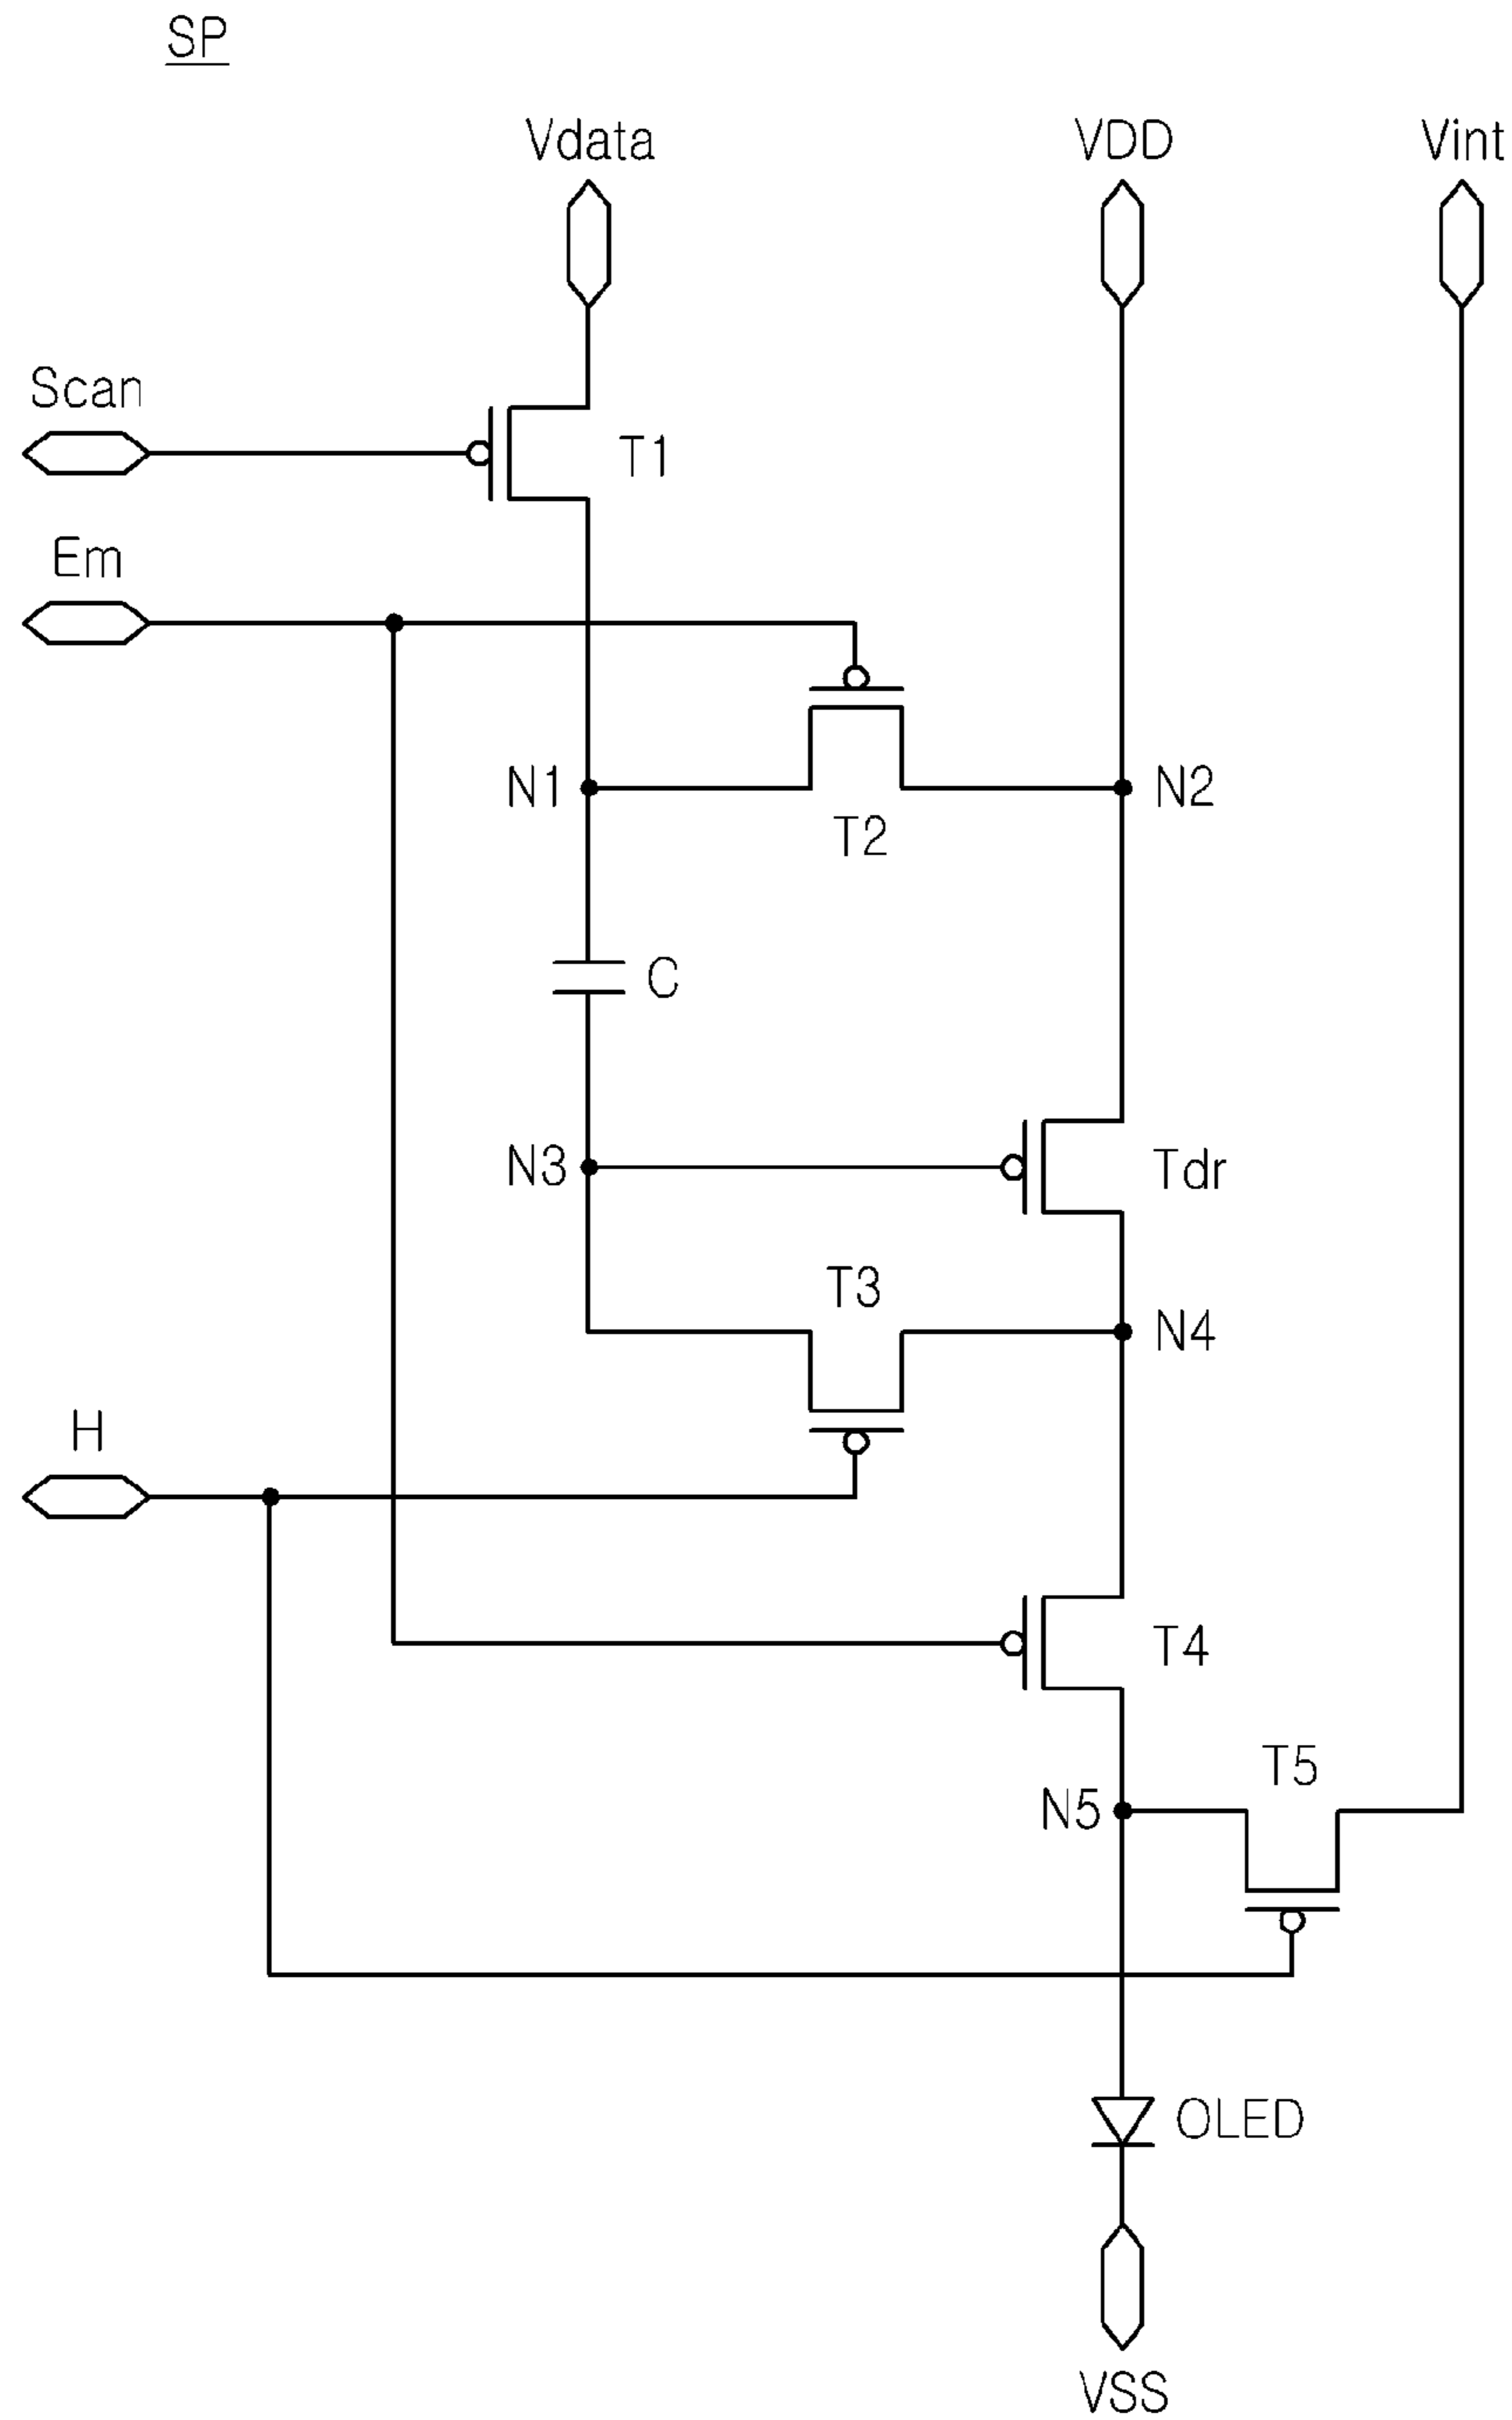 SP
Vdata
VDD
Vint
Scan
T1
Em
N1
N2
T2
C
N3
Tdr
T3
N4
H
T4
T5
N5
OLED
VSS